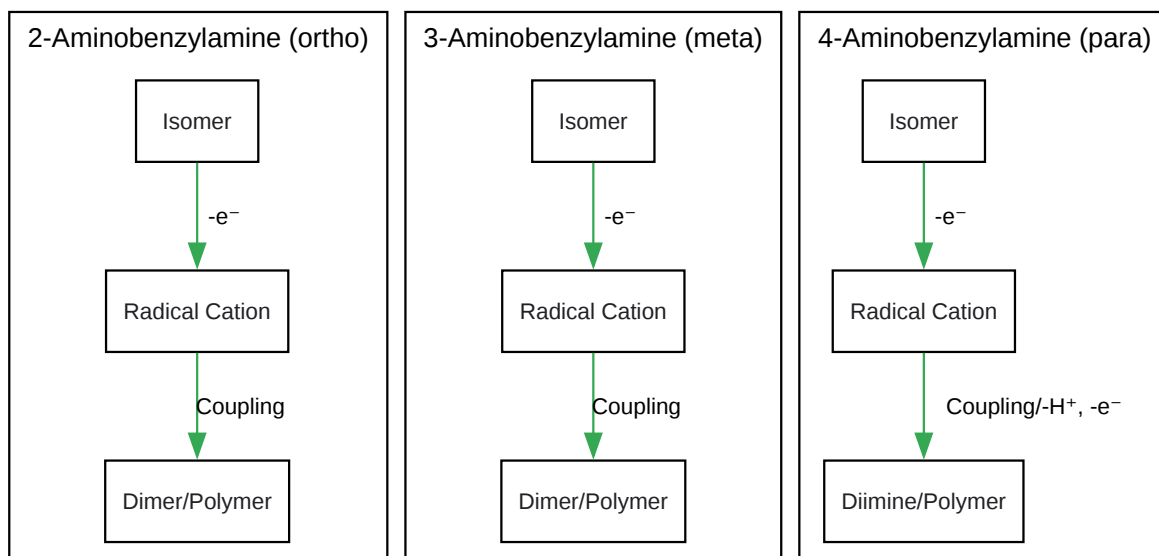 2-Aminobenzylamine (ortho)
Isomer
-e⁻
Radical Cation
Coupling
Dimer/Polymer
3-Aminobenzylamine (meta)
Isomer
-e⁻
Radical Cation
Coupling
Dimer/Polymer
4-Aminobenzylamine (para)
Isomer
-e⁻
Radical Cation
Coupling/-H⁺, -e⁻
Diimine/Polymer